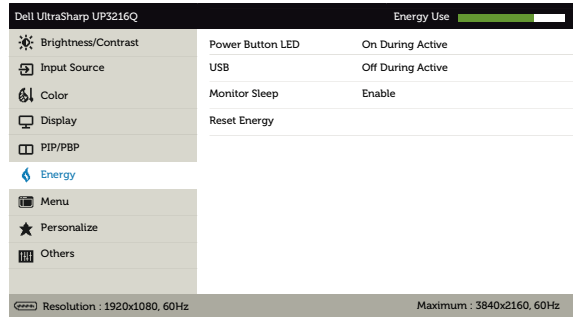 Dell UltraSharp UP3216Q Energy Use
Brightness/Contrast Power Button LED On During Active
Input Source USB Off During Active
Color Monitor Sleep Enable
Display Reset Energy
PIP/PBP
Energy
Menu
Personalize
Others
Resolution : 1920x1080, 60Hz Maximum : 3840x2160, 60Hz